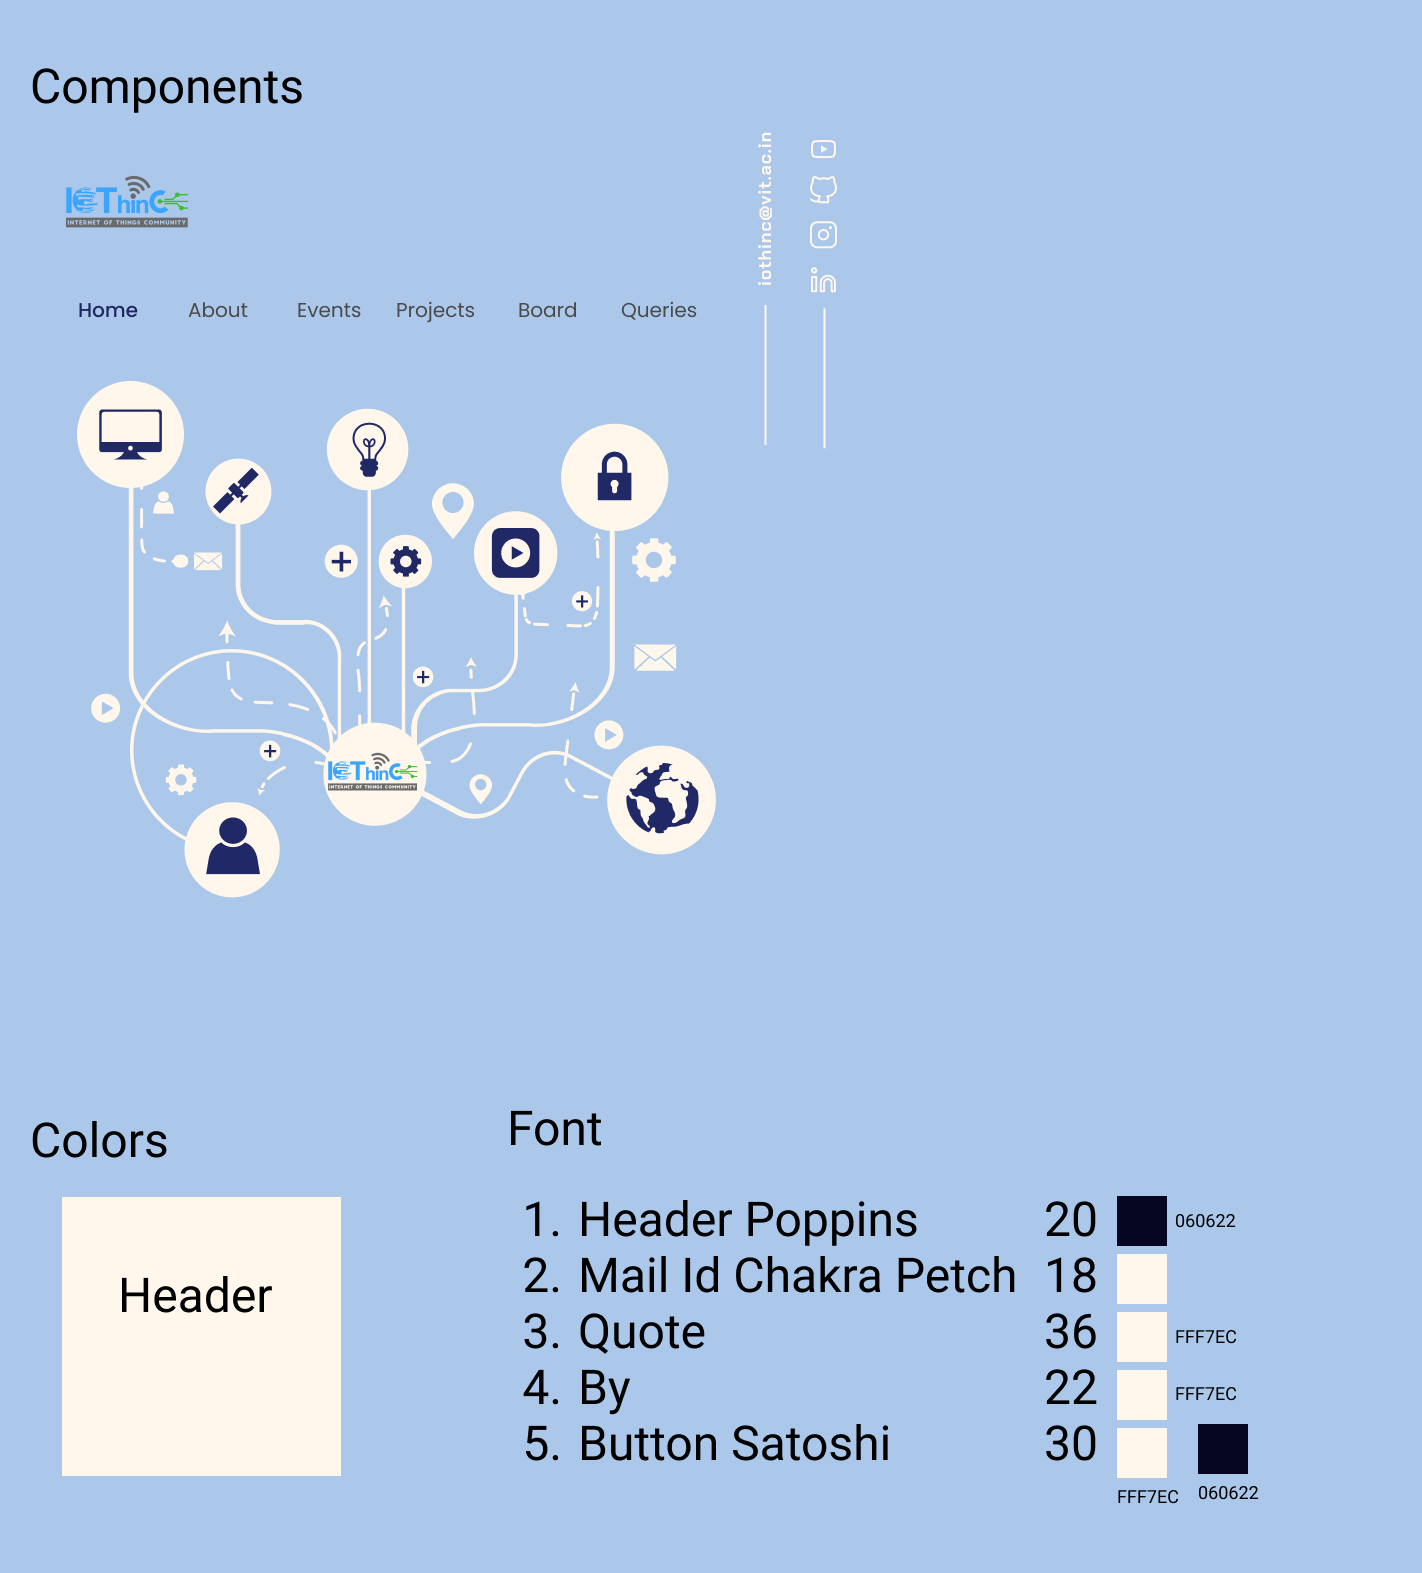 Components
IoThinC
INTERNET OF THINGS COMMUNITY
iothinc@vit.ac.in
Home About Events Projects Board Queries
IoThinC
INTERNET OF THINGS COMMUNITY
Colors
Header
Font
1. Header Poppins 20 060622
2. Mail Id Chakra Petch 18
3. Quote 36 FFF7EC
4. By 22 FFF7EC
5. Button Satoshi 30
FFF7EC 060622